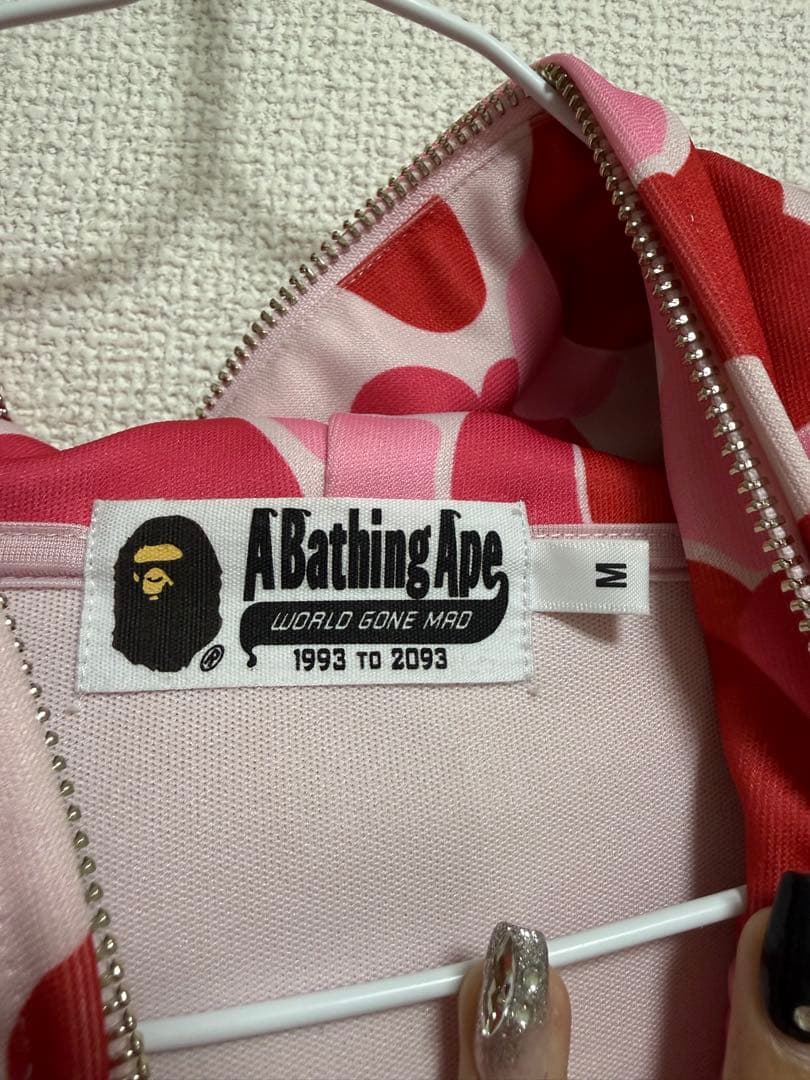 A Bathing Ape
WORLD GONE MAD
1993 TO 2093
®
M